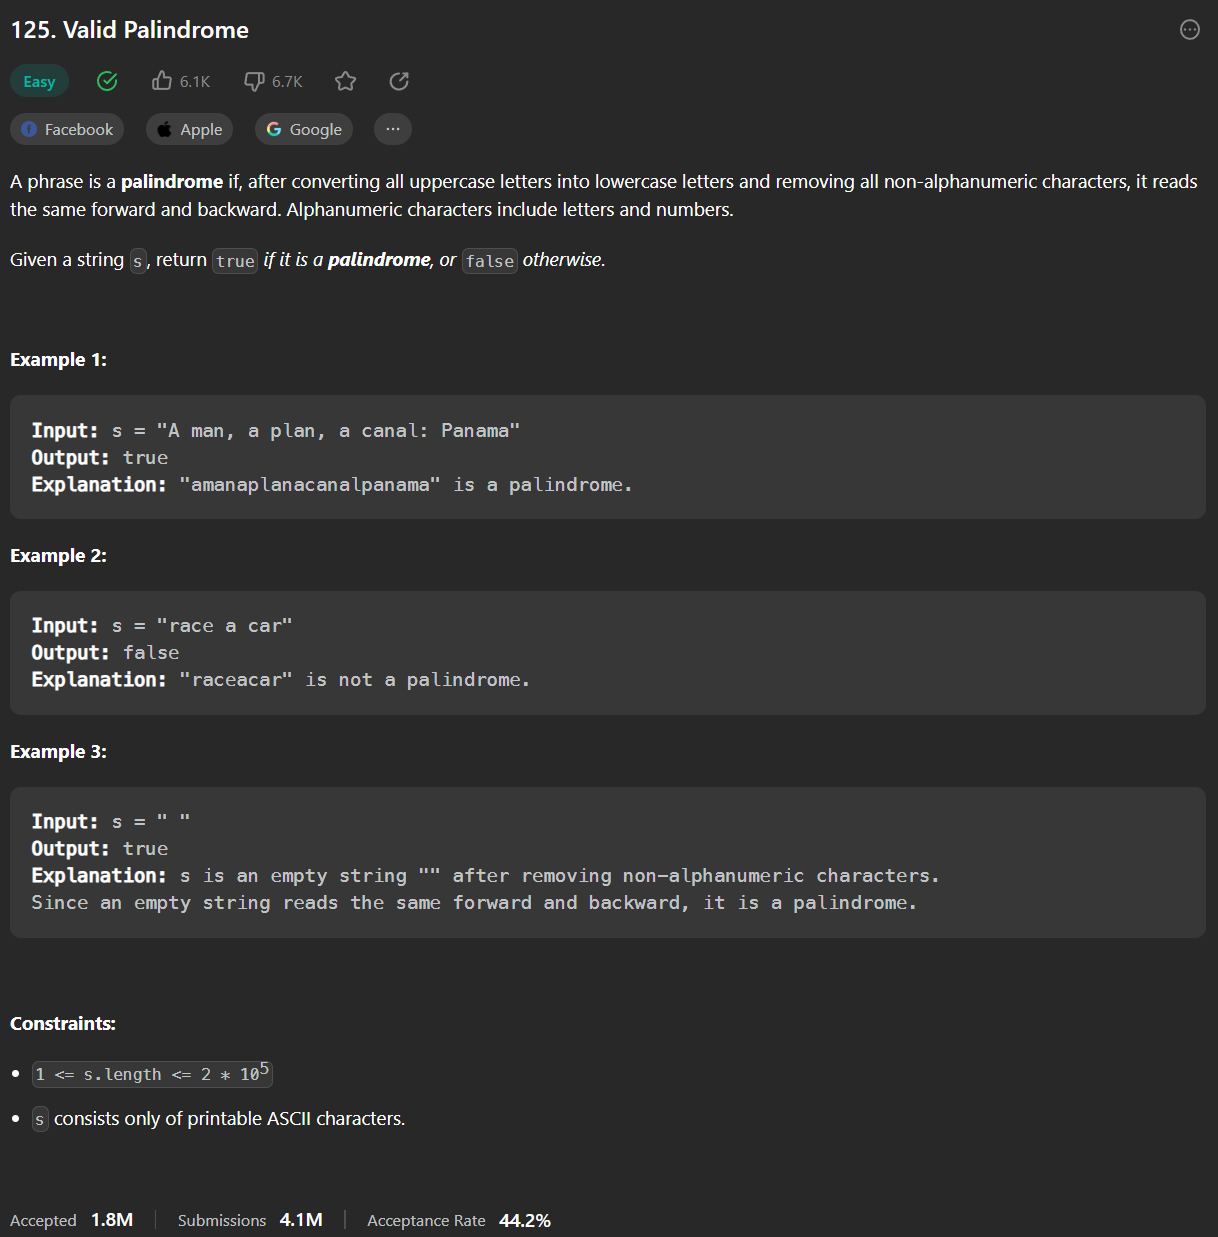 125. Valid Palindrome
Easy 6.1K 6.7K
Facebook Apple Google ...
A phrase is a palindrome if, after converting all uppercase letters into lowercase letters and removing all non-alphanumeric characters, it reads
the same forward and backward. Alphanumeric characters include letters and numbers.
Given a string s, return true if it is a palindrome, or false otherwise.
Example 1:
Input: s = "A man, a plan, a canal: Panama"
Output: true
Explanation: "amanaplanacanalpanama" is a palindrome.
Example 2:
Input: s = "race a car"
Output: false
Explanation: "raceacar" is not a palindrome.
Example 3:
Input: s = " "
Output: true
Explanation: s is an empty string "" after removing non-alphanumeric characters.
Since an empty string reads the same forward and backward, it is a palindrome.
Constraints:
• 1 <= s.length <= 2 * 10⁵
• s consists only of printable ASCII characters.
Accepted 1.8M | Submissions 4.1M | Acceptance Rate 44.2%